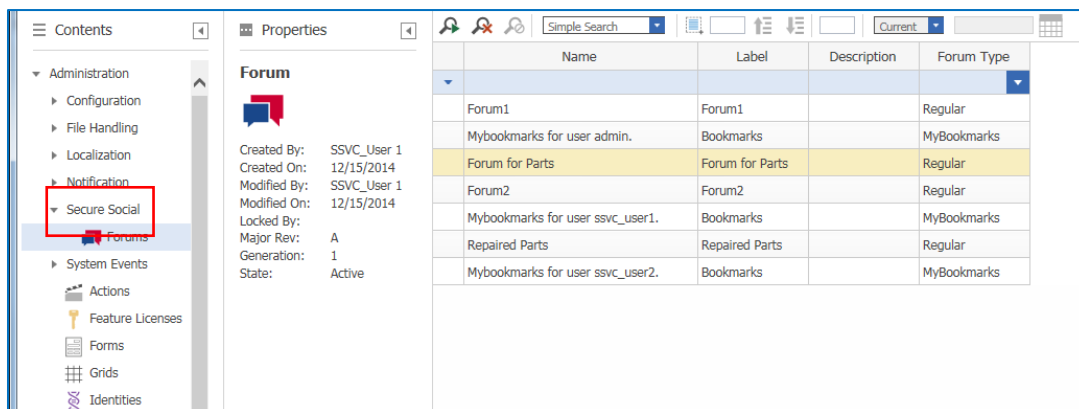 Contents
Administration
Configuration
File Handling
Localization
Notification
Secure Social
Forums
System Events
Actions
Feature Licenses
Forms
Grids
Identities
Properties
Forum
Created By: SSVC_User 1
Created On: 12/15/2014
Modified By: SSVC_User 1
Modified On: 12/15/2014
Locked By:
Major Rev: A
Generation: 1
State: Active
Simple Search Current
Name Label Description Forum Type
Forum1 Forum1 Regular
Mybookmarks for user admin. Bookmarks MyBookmarks
Forum for Parts Forum for Parts Regular
Forum2 Forum2 Regular
Mybookmarks for user ssvc_user1. Bookmarks MyBookmarks
Repaired Parts Repaired Parts Regular
Mybookmarks for user ssvc_user2. Bookmarks MyBookmarks